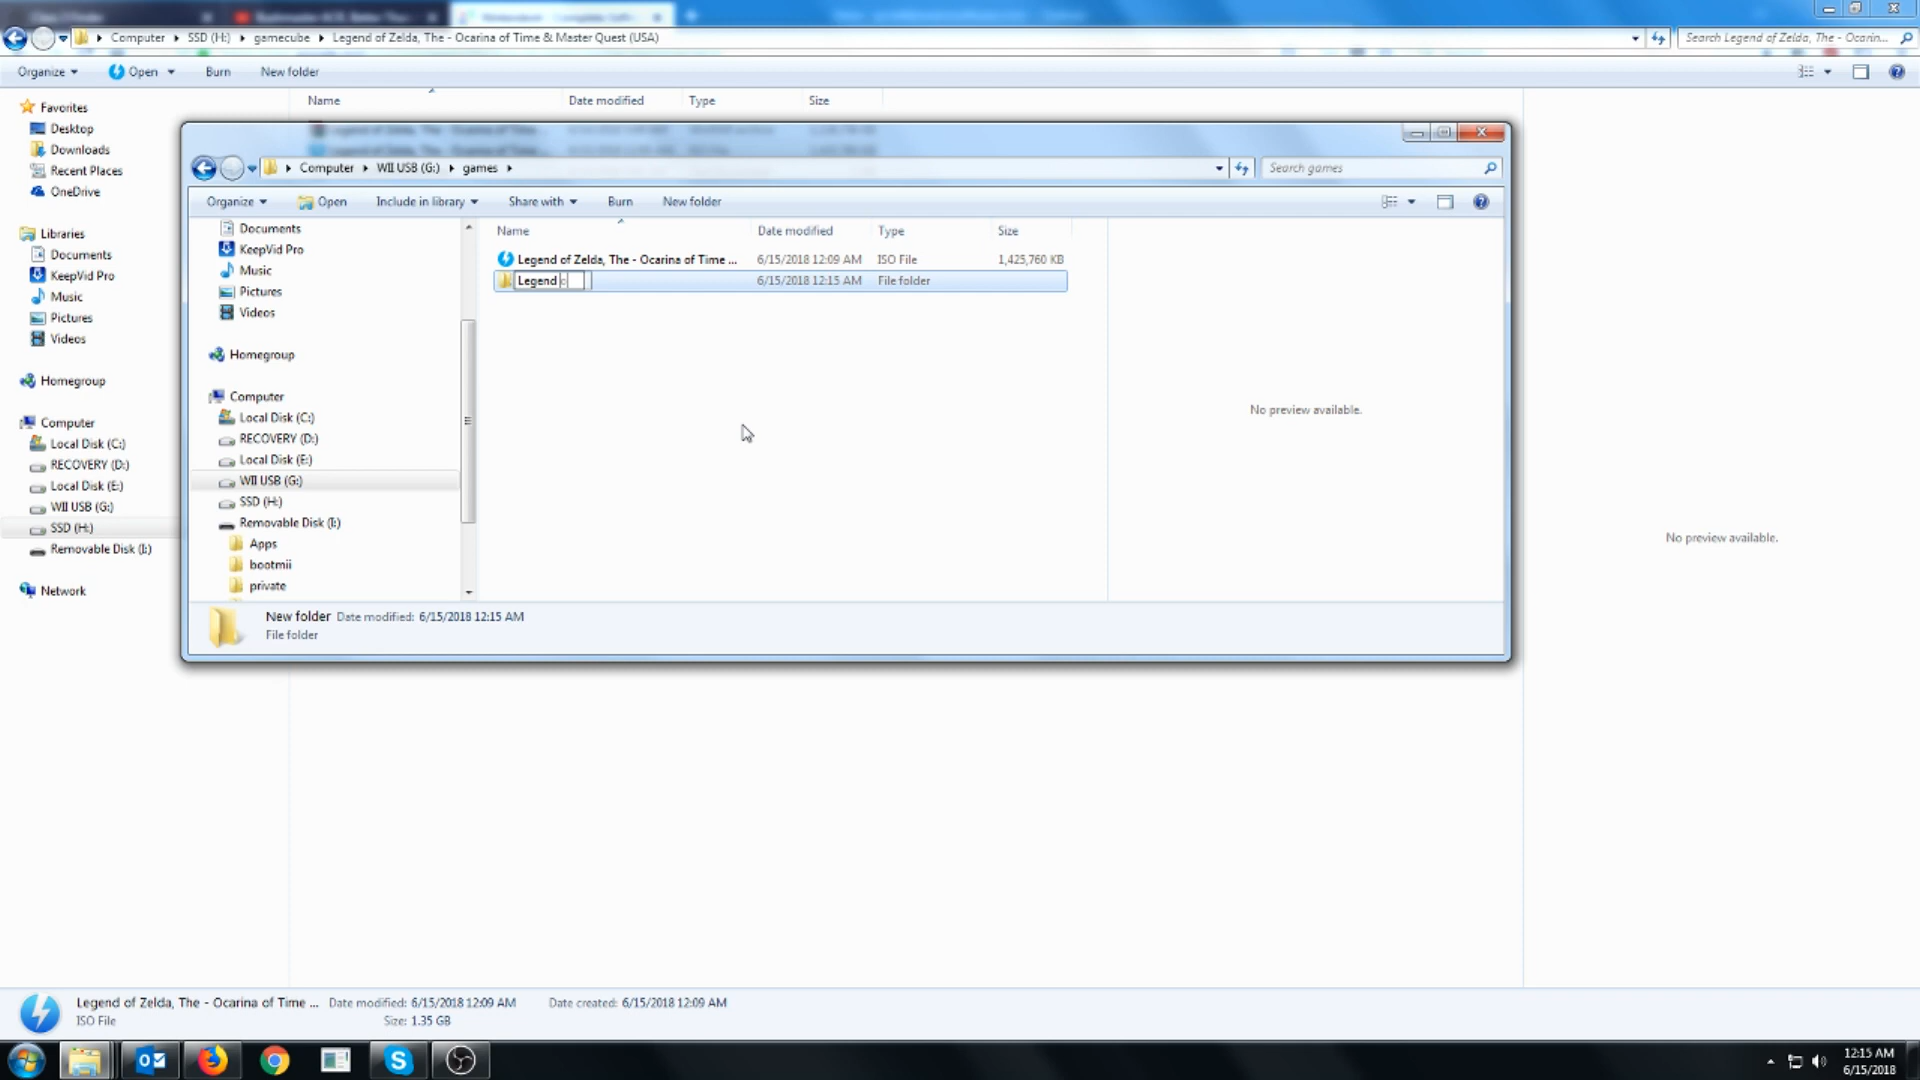 Computer SSD (H:) gamecube Legend of Zelda, The - Ocarina of Time & Master Quest (USA) Search Legend of Zelda, The - Ocarin...
Organize Open Burn New folder
Favorites
Desktop
Downloads
Recent Places
OneDrive
Libraries
Documents
KeepVid Pro
Music
Pictures
Videos
Homegroup
Computer
Local Disk (C:)
RECOVERY (D:)
Local Disk (E:)
WII USB (G:)
SSD (H:)
Removable Disk (I:)
Network
Name Date modified Type Size
Computer WII USB (G:) games Search games
Organize Open Include in library Share with Burn New folder
Documents
KeepVid Pro
Music
Pictures
Videos
Homegroup
Computer
Local Disk (C:)
RECOVERY (D:)
Local Disk (E:)
WII USB (G:)
SSD (H:)
Removable Disk (I:)
Apps
bootmii
private
Name Date modified Type Size
Legend of Zelda, The - Ocarina of Time ... 6/15/2018 12:09 AM ISO File 1,425,760 KB
Legend o 6/15/2018 12:15 AM File folder
No preview available.
New folder Date modified: 6/15/2018 12:15 AM
File folder
No preview available.
Legend of Zelda, The - Ocarina of Time ... Date modified: 6/15/2018 12:09 AM Date created: 6/15/2018 12:09 AM
ISO File Size: 1.35 GB
12:15 AM
6/15/2018